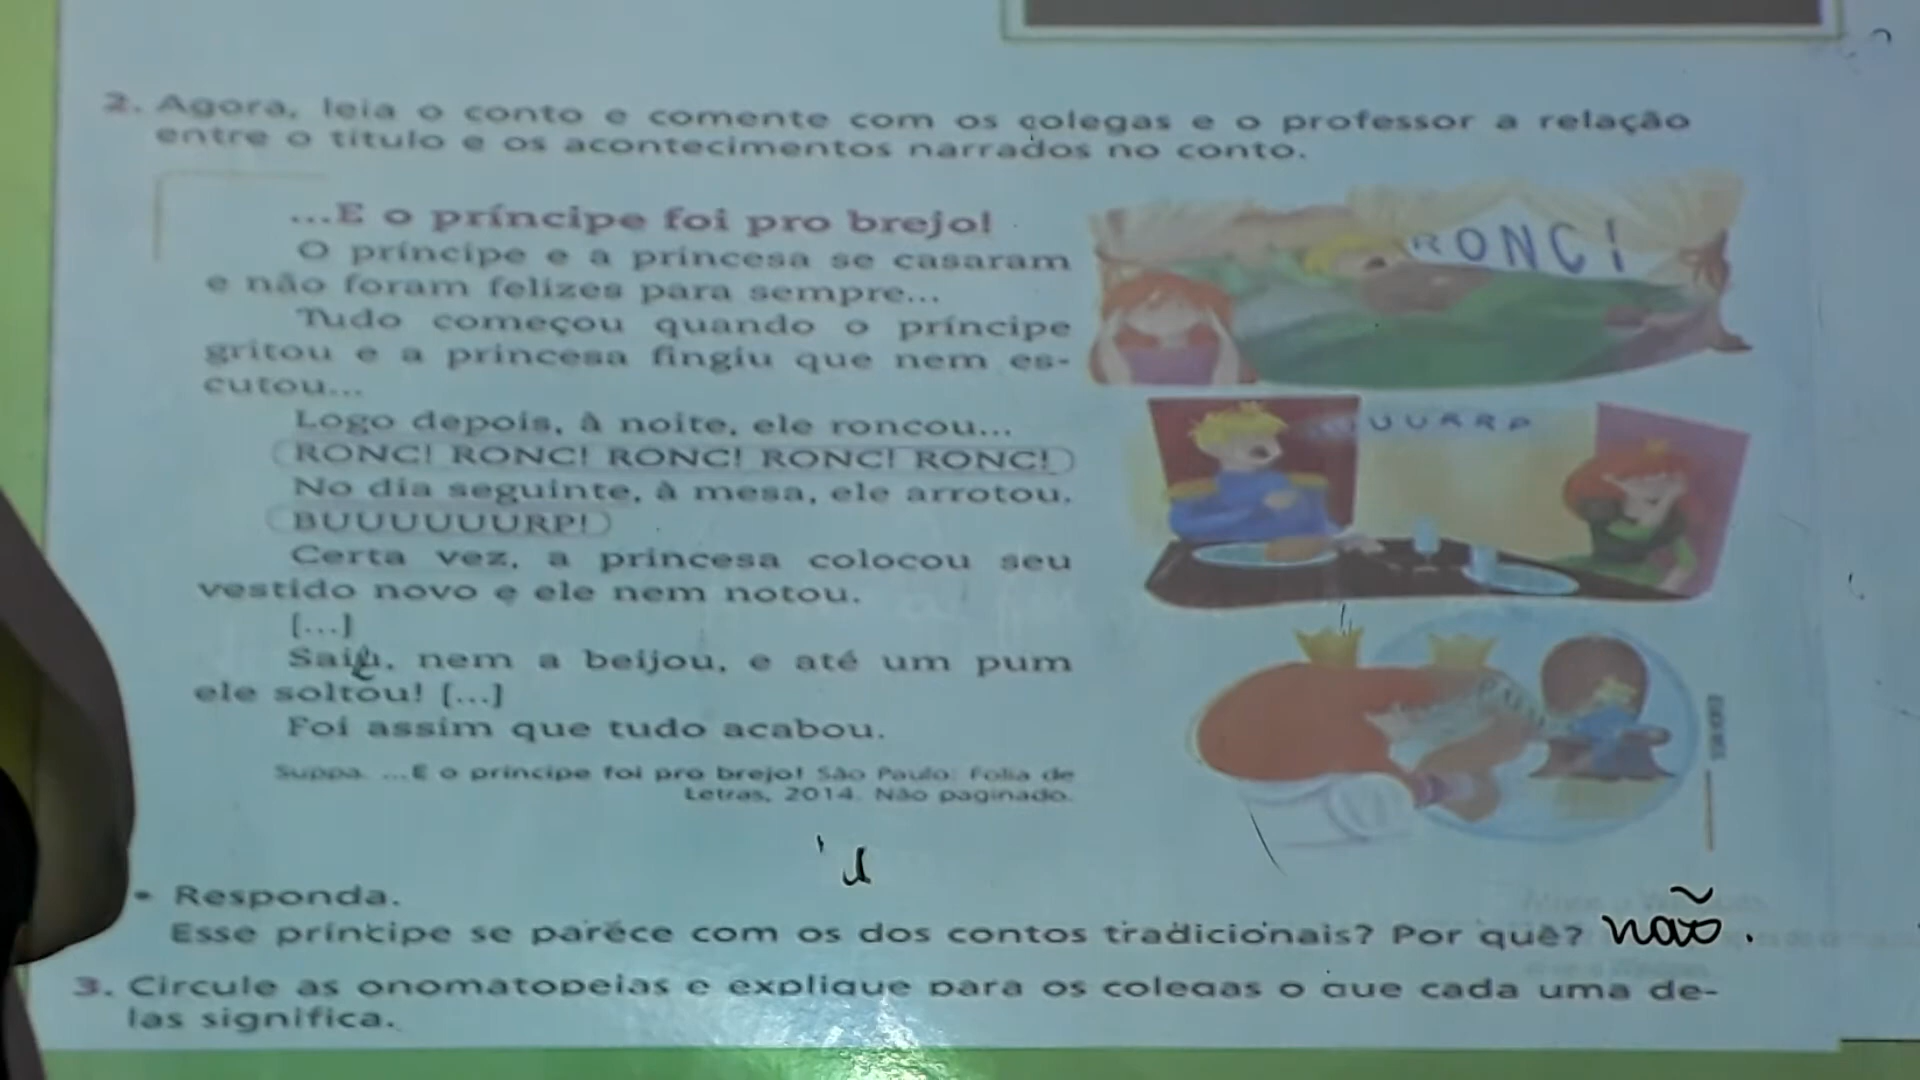 2. Agora, leia o conto e comente com os colegas e o professor a relação
entre o título e os acontecimentos narrados no conto.
...E o príncipe foi pro brejo!
O príncipe e a princesa se casaram
e não foram felizes para sempre...
Tudo começou quando o príncipe
gritou e a princesa fingiu que nem es-
cutou...
Logo depois, à noite, ele roncou...
RONC! RONC! RONC! RONC! RONC!
No dia seguinte, à mesa, ele arrotou.
BUUUUUUURP!
Certa vez, a princesa colocou seu
vestido novo e ele nem notou.
[...]
Saiu, nem a beijou, e até um pum
ele soltou! [...]
Foi assim que tudo acabou.
Suppa. ...E o príncipe foi pro brejo! São Paulo: Folia de
Letras, 2014. Não paginado.
RONC!
UUARP
• Responda.
Esse príncipe se parece com os dos contos tradicionais? Por quê? não.
3. Circule as onomatopeias e explique para os colegas o que cada uma de-
las significa.